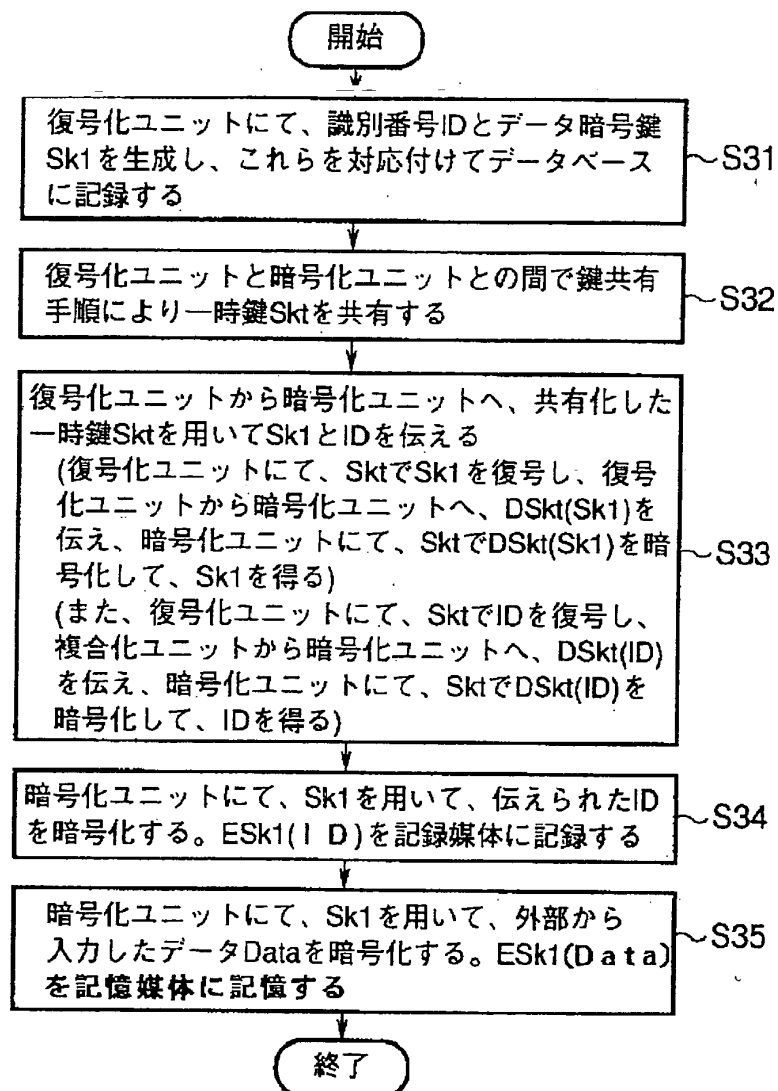 開始
復号化ユニットにて、識別番号IDとデータ暗号鍵
Sk1を生成し、これらを対応付けてデータベース
に記録する
S31
復号化ユニットと暗号化ユニットとの間で鍵共有
手順により一時鍵Sktを共有する
S32
復号化ユニットから暗号化ユニットへ、共有化した
一時鍵Sktを用いてSk1とIDを伝える
(復号化ユニットにて、SktでSk1を復号し、復号
化ユニットから暗号化ユニットへ、DSkt(Sk1)を
伝え、暗号化ユニットにて、SktでDSkt(Sk1)を暗
号化して、Sk1を得る)
(また、復号化ユニットにて、SktでIDを復号し、
複合化ユニットから暗号化ユニットへ、DSkt(ID)
を伝え、暗号化ユニットにて、SktでDSkt(ID)を
暗号化して、IDを得る)
S33
暗号化ユニットにて、Sk1を用いて、伝えられたID
を暗号化する。ESk1(ID)を記録媒体に記録する
S34
暗号化ユニットにて、Sk1を用いて、外部から
入力したデータDataを暗号化する。ESk1(Data)
を記憶媒体に記憶する
S35
終了